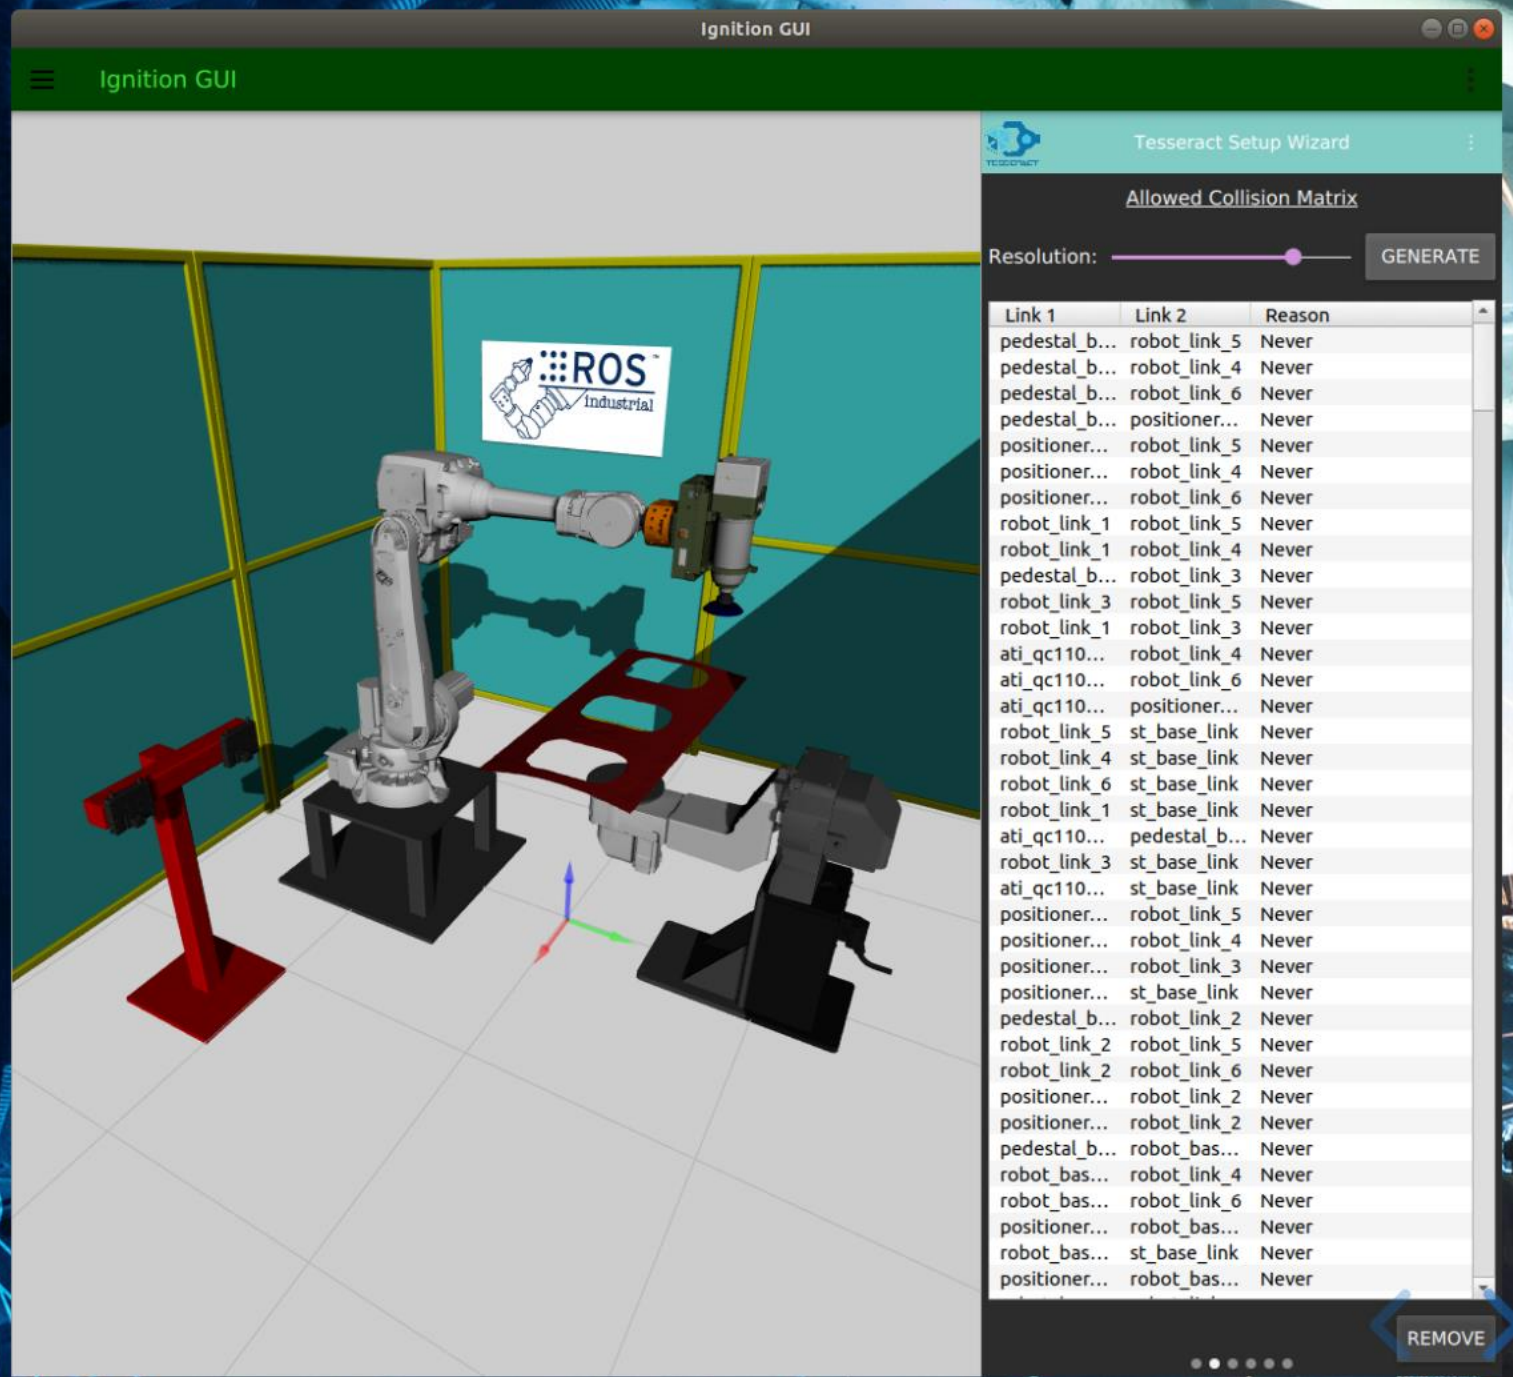 Ignition GUI
Ignition GUI
TESSERACT
Tesseract Setup Wizard
Allowed Collision Matrix
Resolution:
GENERATE
Link 1 Link 2 Reason
pedestal_b... robot_link_5 Never
pedestal_b... robot_link_4 Never
pedestal_b... robot_link_6 Never
pedestal_b... positioner... Never
positioner... robot_link_5 Never
positioner... robot_link_4 Never
positioner... robot_link_6 Never
robot_link_1 robot_link_5 Never
robot_link_1 robot_link_4 Never
pedestal_b... robot_link_3 Never
robot_link_3 robot_link_5 Never
robot_link_1 robot_link_3 Never
ati_qc110... robot_link_4 Never
ati_qc110... robot_link_6 Never
ati_qc110... positioner... Never
robot_link_5 st_base_link Never
robot_link_4 st_base_link Never
robot_link_6 st_base_link Never
robot_link_1 st_base_link Never
ati_qc110... pedestal_b... Never
robot_link_3 st_base_link Never
ati_qc110... st_base_link Never
positioner... robot_link_5 Never
positioner... robot_link_4 Never
positioner... robot_link_3 Never
positioner... st_base_link Never
pedestal_b... robot_link_2 Never
robot_link_2 robot_link_5 Never
robot_link_2 robot_link_6 Never
positioner... robot_link_2 Never
positioner... robot_link_2 Never
pedestal_b... robot_bas... Never
robot_bas... robot_link_4 Never
robot_bas... robot_link_6 Never
positioner... robot_bas... Never
robot_bas... st_base_link Never
positioner... robot_bas... Never
REMOVE
ROS™
industrial